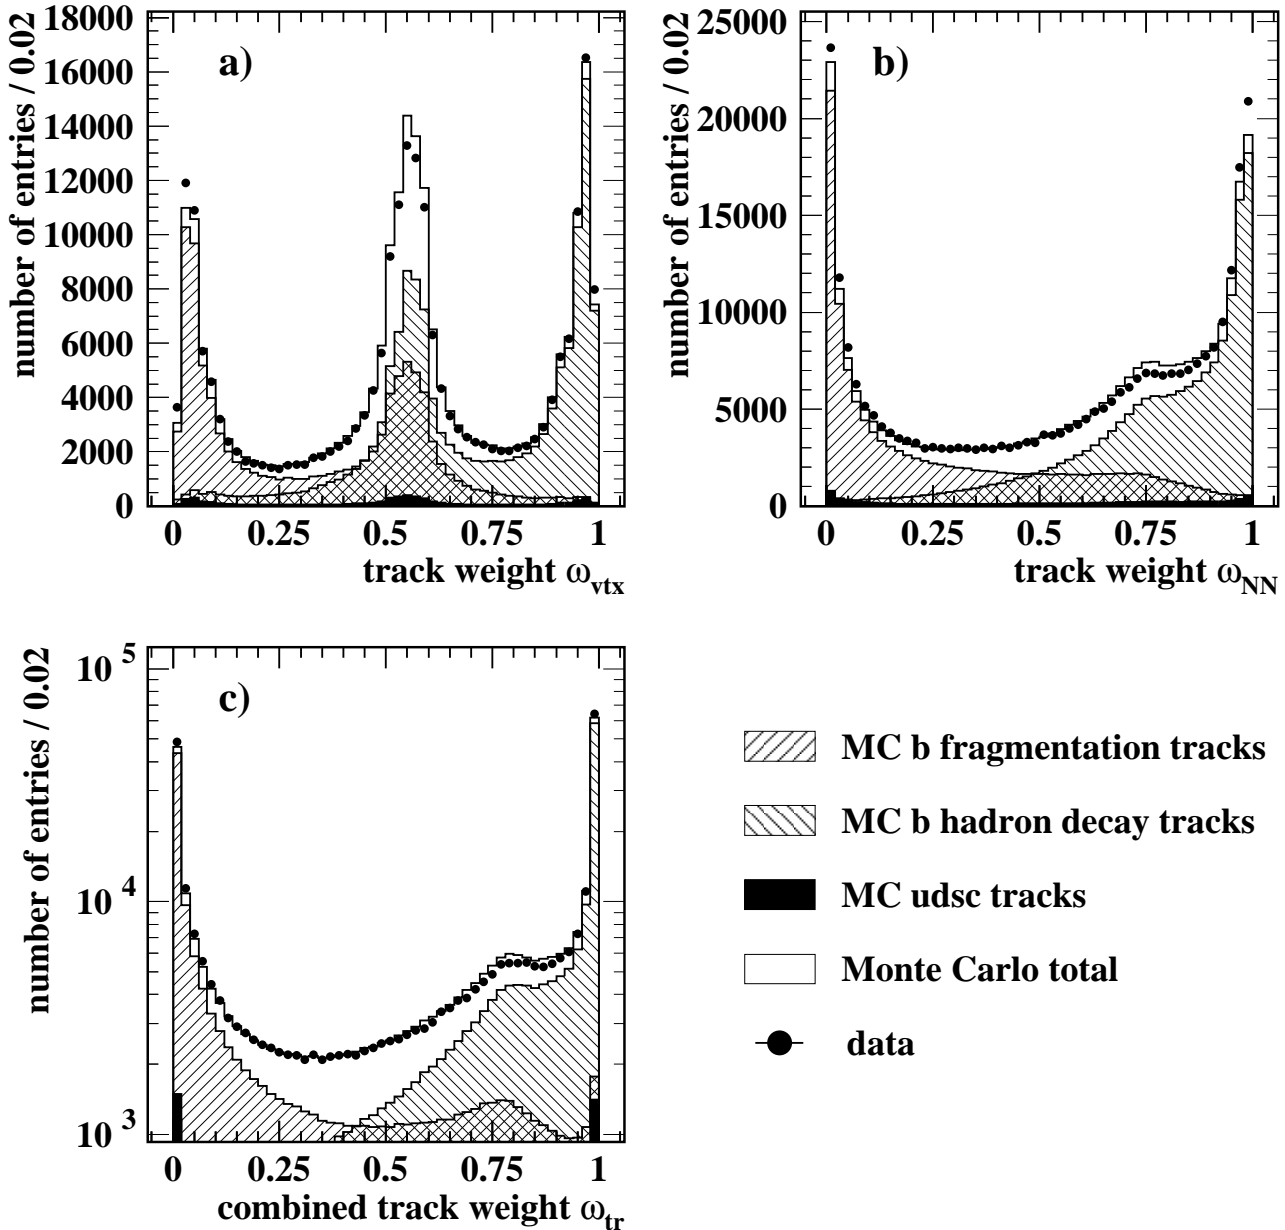 a)
number of entries / 0.02
18000
16000
14000
12000
10000
8000
6000
4000
2000
0
0 0.25 0.5 0.75 1
track weight ω_vtx
b)
number of entries / 0.02
25000
20000
15000
10000
5000
0
0 0.25 0.5 0.75 1
track weight ω_NN
c)
number of entries / 0.02
10^5
10^4
10^3
0 0.25 0.5 0.75 1
combined track weight ω_tr
MC b fragmentation tracks
MC b hadron decay tracks
MC udsc tracks
Monte Carlo total
data